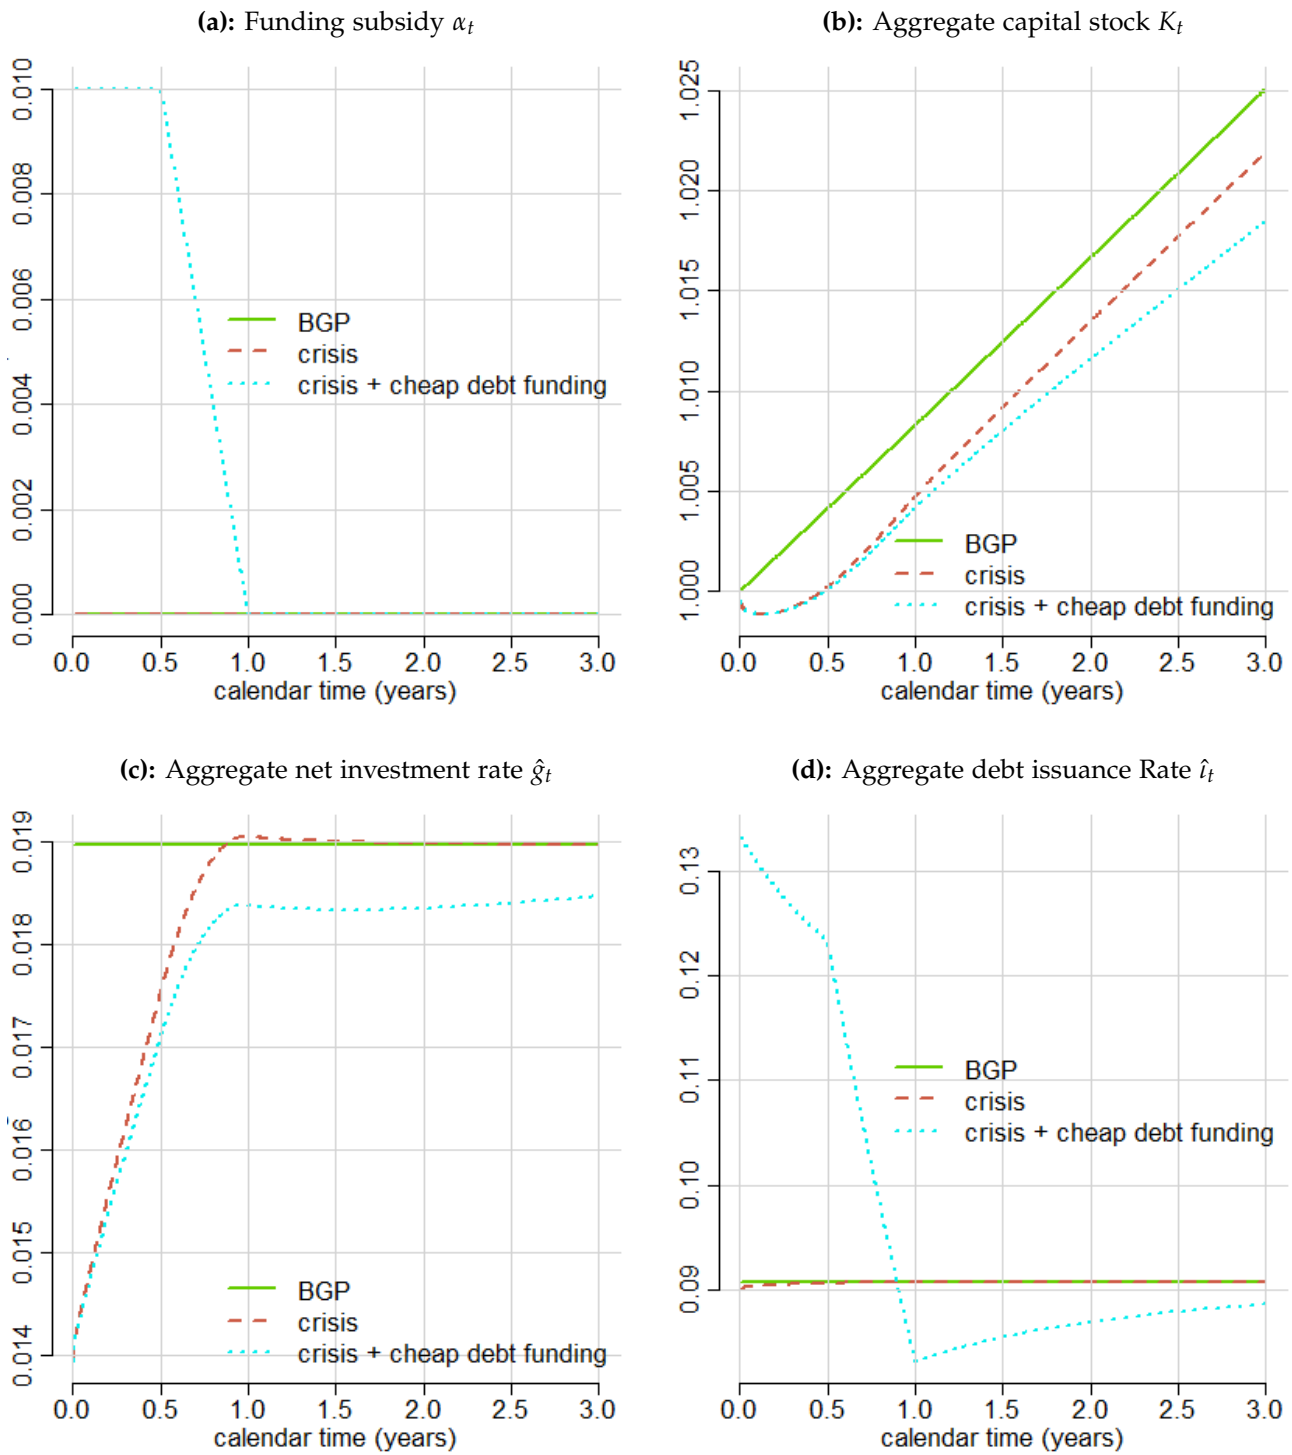 (a): Funding subsidy αt
0.010
0.008
0.006
0.004
0.002
0.000
BGP
crisis
crisis + cheap debt funding
0.0 0.5 1.0 1.5 2.0 2.5 3.0
calendar time (years)
(b): Aggregate capital stock Kt
1.025
1.020
1.015
1.010
1.005
1.000
BGP
crisis
crisis + cheap debt funding
0.0 0.5 1.0 1.5 2.0 2.5 3.0
calendar time (years)
(c): Aggregate net investment rate ĝt
0.019
0.018
0.017
0.016
0.015
0.014
BGP
crisis
crisis + cheap debt funding
0.0 0.5 1.0 1.5 2.0 2.5 3.0
calendar time (years)
(d): Aggregate debt issuance Rate ι̂t
0.13
0.12
0.11
0.10
0.09
BGP
crisis
crisis + cheap debt funding
0.0 0.5 1.0 1.5 2.0 2.5 3.0
calendar time (years)